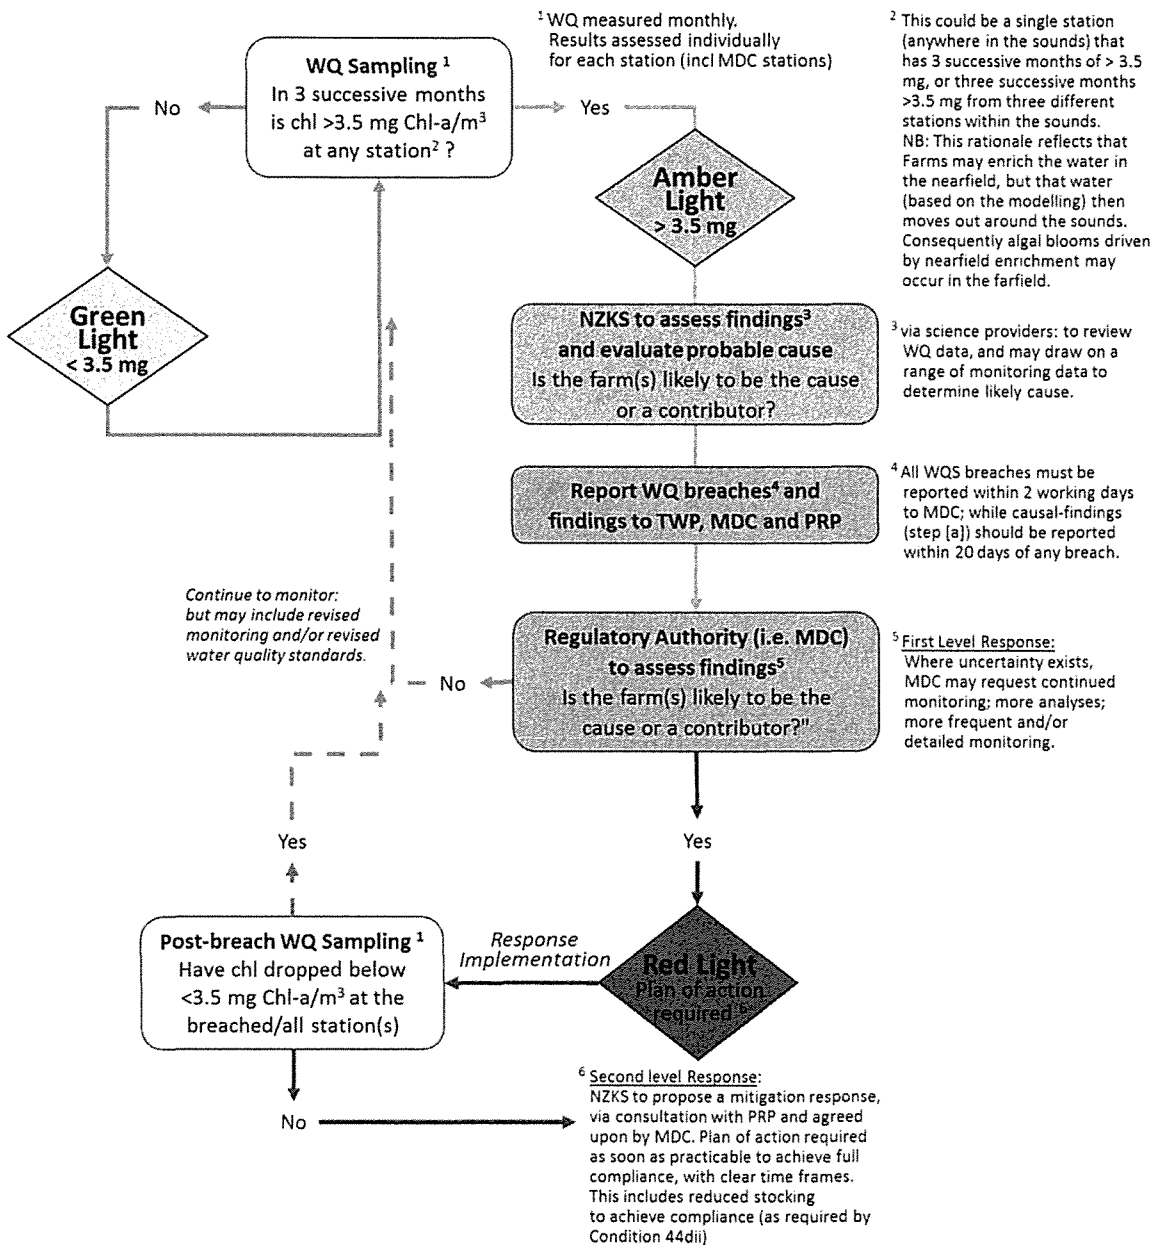 WQ Sampling ¹
In 3 successive months
is chl >3.5 mg Chl-a/m³
at any station² ?
No
Yes
¹ WQ measured monthly.
Results assessed individually
for each station (incl MDC stations)
² This could be a single station
(anywhere in the sounds) that
has 3 successive months of > 3.5
mg, or three successive months
>3.5 mg from three different
stations within the sounds.
NB: This rationale reflects that
Farms may enrich the water in
the nearfield, but that water
(based on the modelling) then
moves out around the sounds.
Consequently algal blooms driven
by nearfield enrichment may
occur in the farfield.
Amber
Light
> 3.5 mg
Green
Light
< 3.5 mg
NZKS to assess findings³
and evaluate probable cause
Is the farm(s) likely to be the cause
or a contributor?
³ via science providers: to review
WQ data, and may draw on a
range of monitoring data to
determine likely cause.
Report WQ breaches⁴ and
findings to TWP, MDC and PRP
⁴ All WQS breaches must be
reported within 2 working days
to MDC; while causal-findings
(step [a]) should be reported
within 20 days of any breach.
Continue to monitor:
but may include revised
monitoring and/or revised
water quality standards.
Regulatory Authority (i.e. MDC)
to assess findings⁵
Is the farm(s) likely to be the
cause or a contributor?"
No
⁵ First Level Response:
Where uncertainty exists,
MDC may request continued
monitoring; more analyses;
more frequent and/or
detailed monitoring.
Yes
Yes
Post-breach WQ Sampling ¹
Have chl dropped below
<3.5 mg Chl-a/m³ at the
breached/all station(s)
Response
Implementation
Red Light
Plan of action
required ⁶
No
⁶ Second level Response:
NZKS to propose a mitigation response,
via consultation with PRP and agreed
upon by MDC. Plan of action required
as soon as practicable to achieve full
compliance, with clear time frames.
This includes reduced stocking
to achieve compliance (as required by
Condition 44dii)